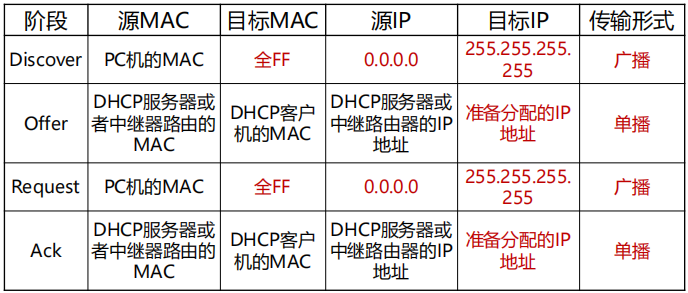 阶段 源MAC 目标MAC 源IP 目标IP 传输形式
Discover PC机的MAC 全FF 0.0.0.0 255.255.255.
255 广播
Offer DHCP服务器或
者中继器路由的
MAC DHCP客户
机的MAC DHCP服务器或
中继路由器的IP
地址 准备分配的IP
地址 单播
Request PC机的MAC 全FF 0.0.0.0 255.255.255.
255 广播
Ack DHCP服务器或
者中继器路由的
MAC DHCP客户
机的MAC DHCP服务器或
中继路由器的IP
地址 准备分配的IP
地址 单播